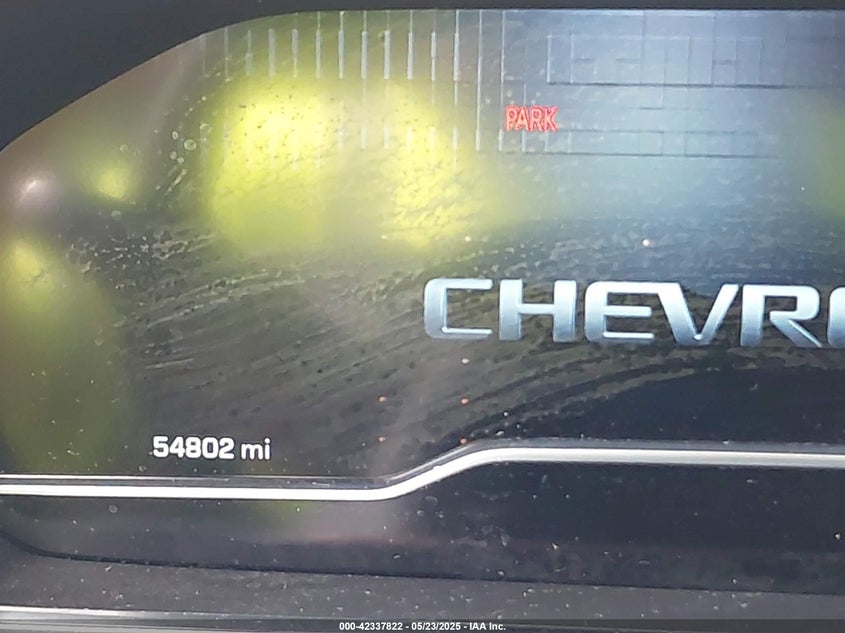 PARK
CHEVR
54802 mi
000-42337822 - 05/23/2025 - IAA Inc.